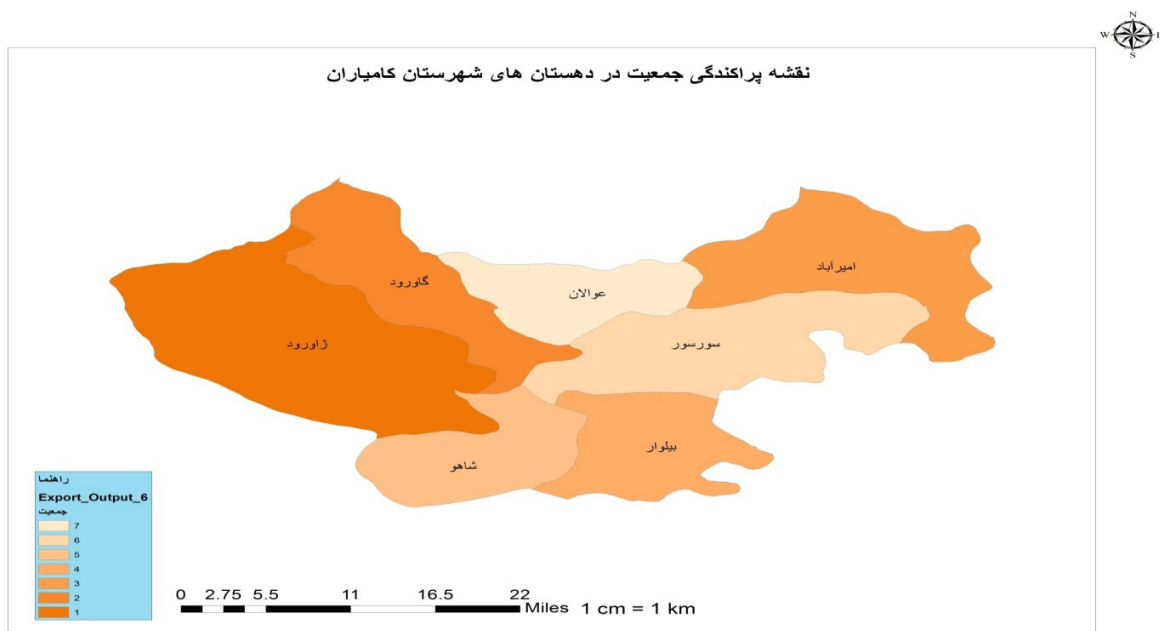 N
W E
S
نقشه پراکندگی جمعیت در دهستان های شهرستان کامیاران
امیرآباد
گاورود
عوالان
ژاورود
سورسور
بیلوار
شاهو
راهنما
Export_Output_6
جمعیت
7
6
5
4
3
2
1
0 2.75 5.5 11 16.5 22
Miles 1 cm = 1 km